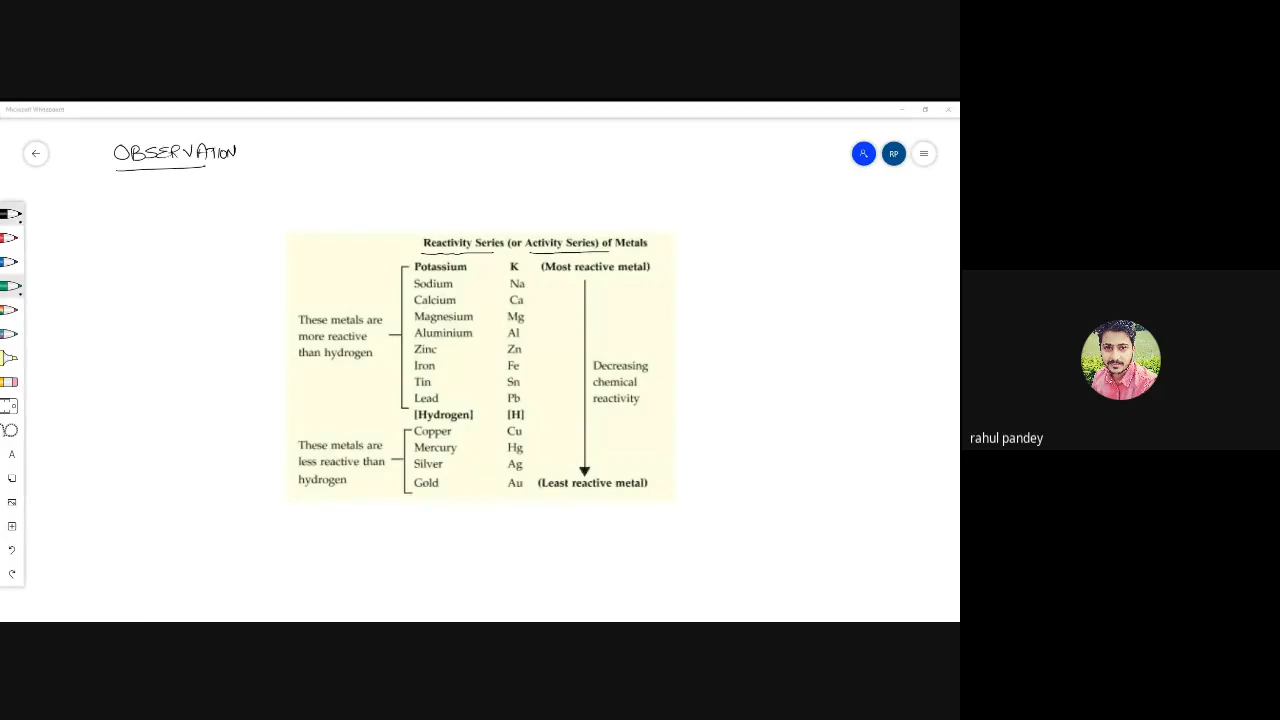 Microsoft Whiteboard
OBSERVATION
RP
Reactivity Series (or Activity Series) of Metals
Potassium K (Most reactive metal)
Sodium Na
Calcium Ca
Magnesium Mg
Aluminium Al
Zinc Zn
Iron Fe
Tin Sn
Lead Pb
[Hydrogen] [H]
Copper Cu
Mercury Hg
Silver Ag
Gold Au (Least reactive metal)
These metals are
more reactive
than hydrogen
These metals are
less reactive than
hydrogen
Decreasing
chemical
reactivity
A
rahul pandey